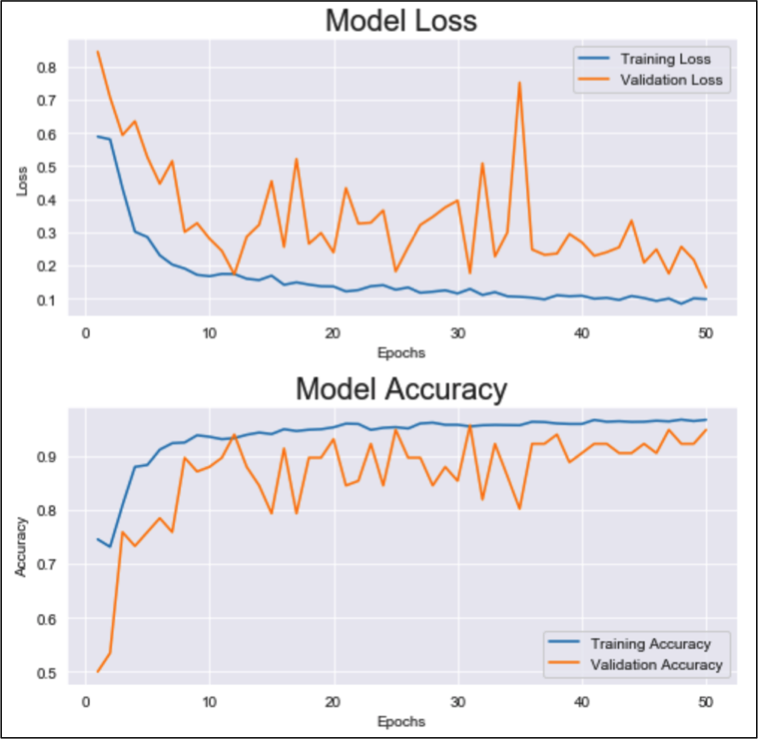 Model Loss
Training Loss
Validation Loss
0.8
0.7
0.6
0.5
0.4
0.3
0.2
0.1
Loss
0 10 20 30 40 50
Epochs
Model Accuracy
0.9
0.8
0.7
0.6
0.5
Accuracy
Training Accuracy
Validation Accuracy
0 10 20 30 40 50
Epochs